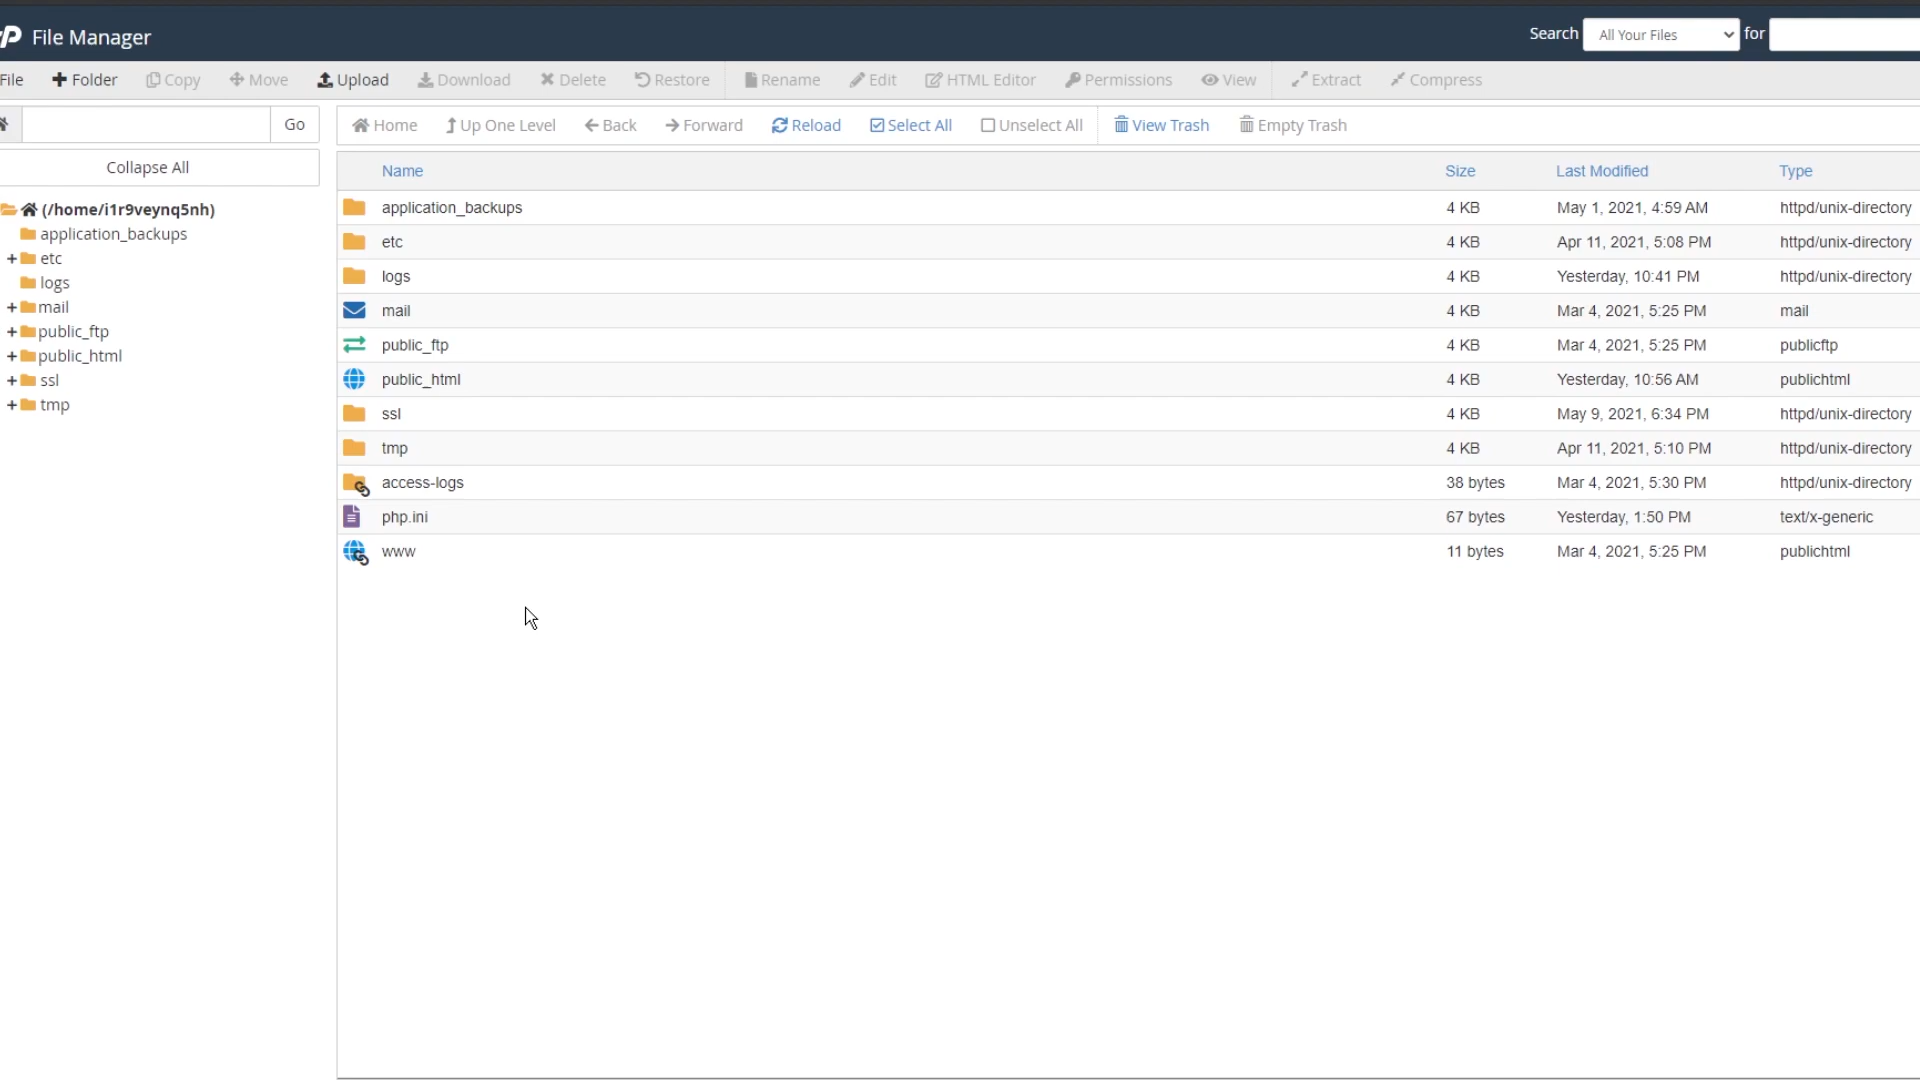 File Manager
Search All Your Files for
File Folder Copy Move Upload Download Delete Restore Rename Edit HTML Editor Permissions View Extract Compress
Go
Home Up One Level Back Forward Reload Select All Unselect All View Trash Empty Trash
Collapse All
(/home/i1r9veynq5nh)
application_backups
etc
logs
mail
public_ftp
public_html
ssl
tmp
Name Size Last Modified Type
application_backups 4 KB May 1, 2021, 4:59 AM httpd/unix-directory
etc 4 KB Apr 11, 2021, 5:08 PM httpd/unix-directory
logs 4 KB Yesterday, 10:41 PM httpd/unix-directory
mail 4 KB Mar 4, 2021, 5:25 PM mail
public_ftp 4 KB Mar 4, 2021, 5:25 PM publicftp
public_html 4 KB Yesterday, 10:56 AM publichtml
ssl 4 KB May 9, 2021, 6:34 PM httpd/unix-directory
tmp 4 KB Apr 11, 2021, 5:10 PM httpd/unix-directory
access-logs 38 bytes Mar 4, 2021, 5:30 PM httpd/unix-directory
php.ini 67 bytes Yesterday, 1:50 PM text/x-generic
www 11 bytes Mar 4, 2021, 5:25 PM publichtml